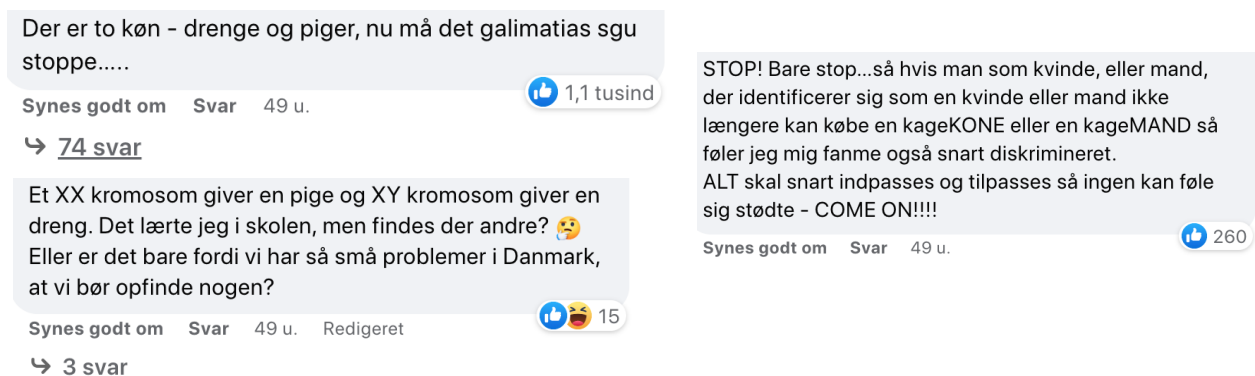 Der er to køn - drenge og piger, nu må det galimatias sgu
stoppe.....
1,1 tusind
Synes godt om Svar 49 u.
74 svar
Et XX kromosom giver en pige og XY kromosom giver en
dreng. Det lærte jeg i skolen, men findes der andre? 🤔
Eller er det bare fordi vi har så små problemer i Danmark,
at vi bør opfinde nogen?
15
Synes godt om Svar 49 u. Redigeret
3 svar
STOP! Bare stop...så hvis man som kvinde, eller mand,
der identificerer sig som en kvinde eller mand ikke
længere kan købe en kageKONE eller en kageMAND så
føler jeg mig fanme også snart diskrimineret.
ALT skal snart indpasses og tilpasses så ingen kan føle
sig stødte - COME ON!!!!
260
Synes godt om Svar 49 u.